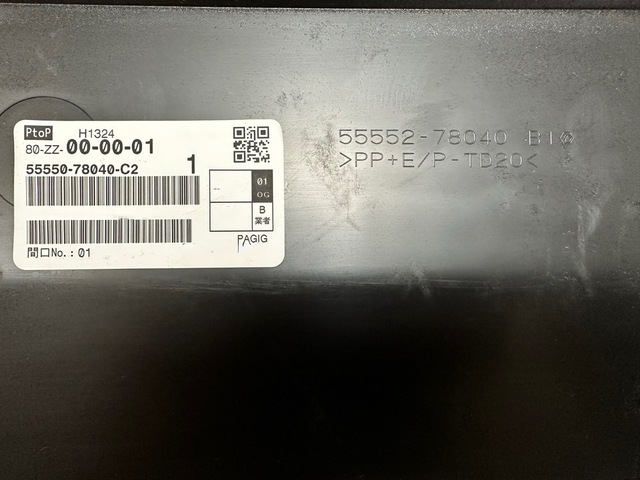 PtoP H1324
80-ZZ-00-00-01
55550-78040-C2 1
01
OG
B
業者
間口No.: 01
PAGIG
55552-78040 B1
>PP+E/P-TD20<